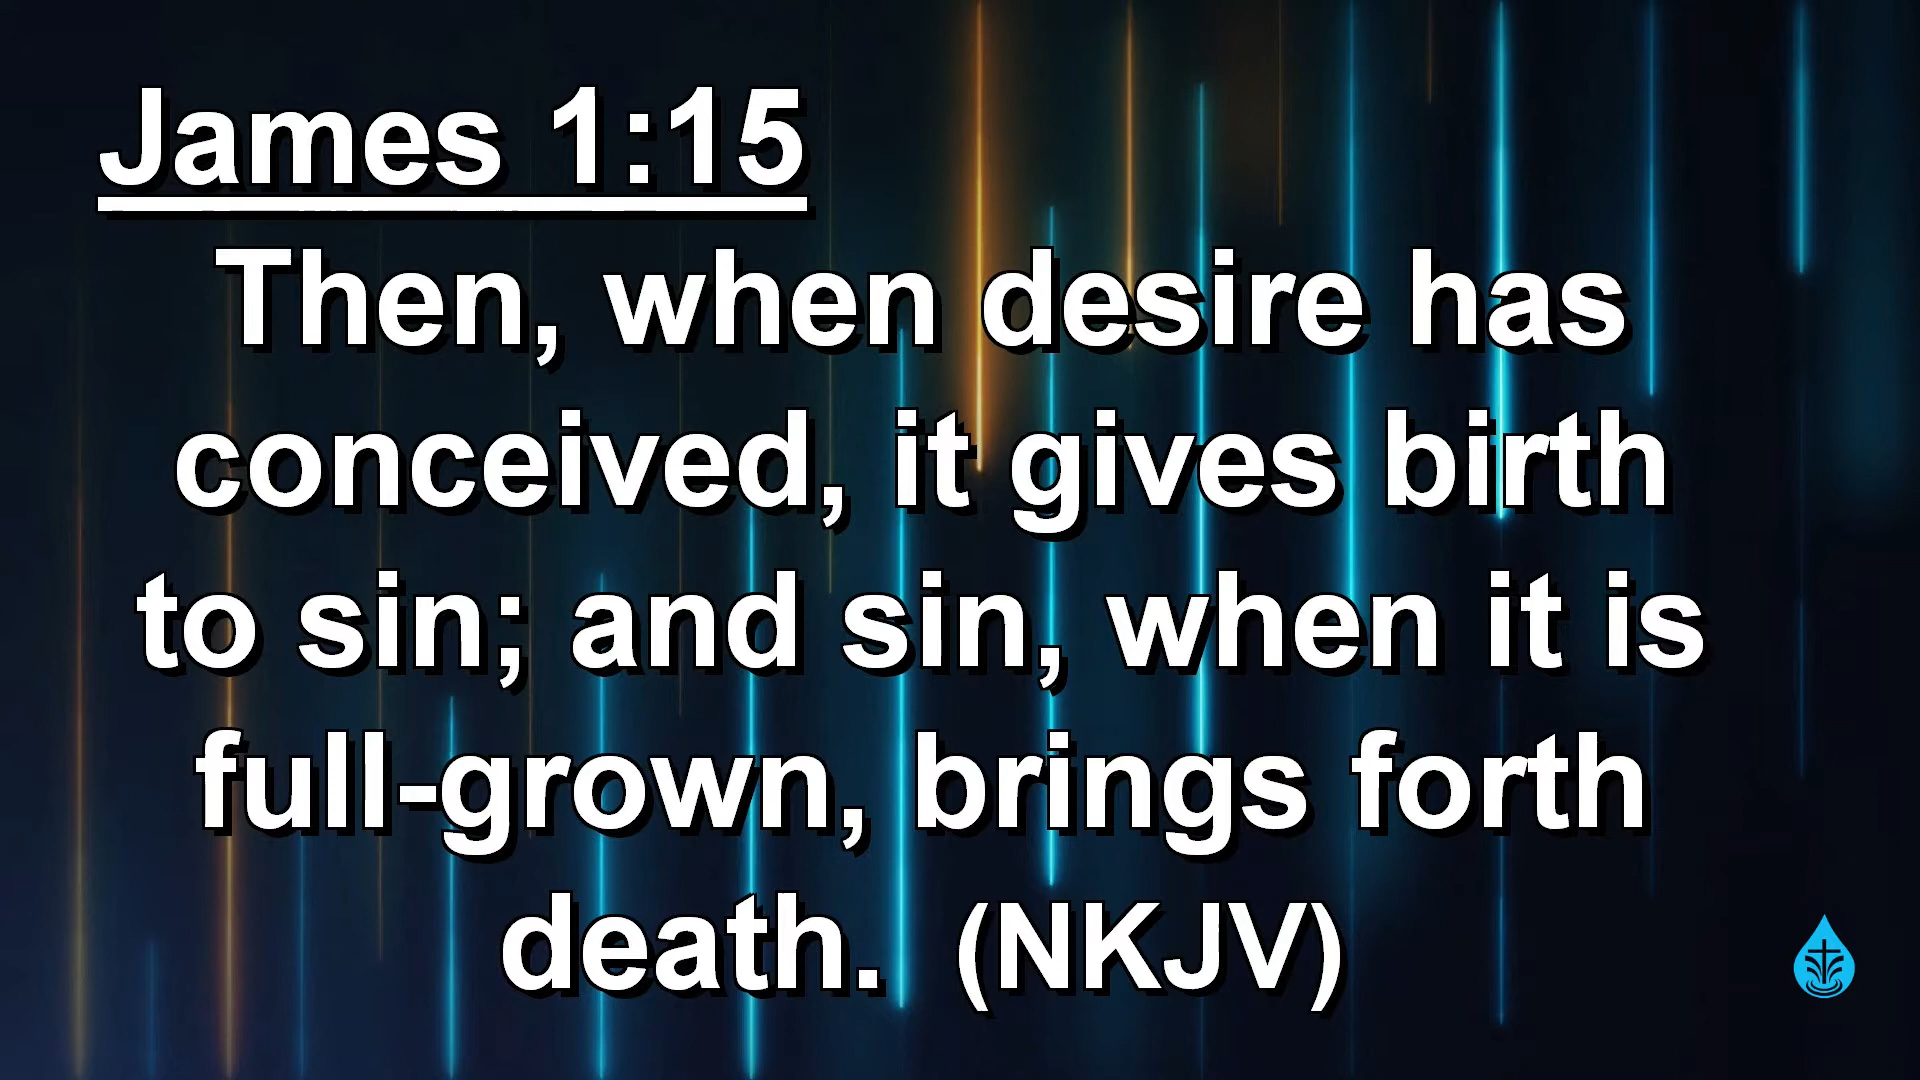 James 1:15
Then, when desire has
conceived, it gives birth
to sin; and sin, when it is
full-grown, brings forth
death. (NKJV)